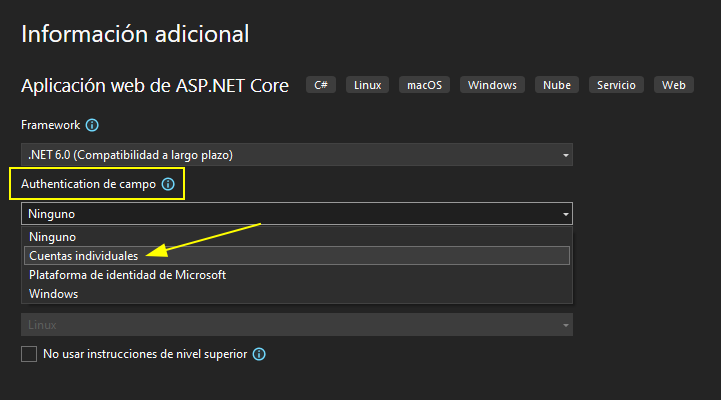 Información adicional
Aplicación web de ASP.NET Core C# Linux macOS Windows Nube Servicio Web
Framework
.NET 6.0 (Compatibilidad a largo plazo)
Authentication de campo
Ninguno
Ninguno
Cuentas individuales
Plataforma de identidad de Microsoft
Windows
Linux
No usar instrucciones de nivel superior